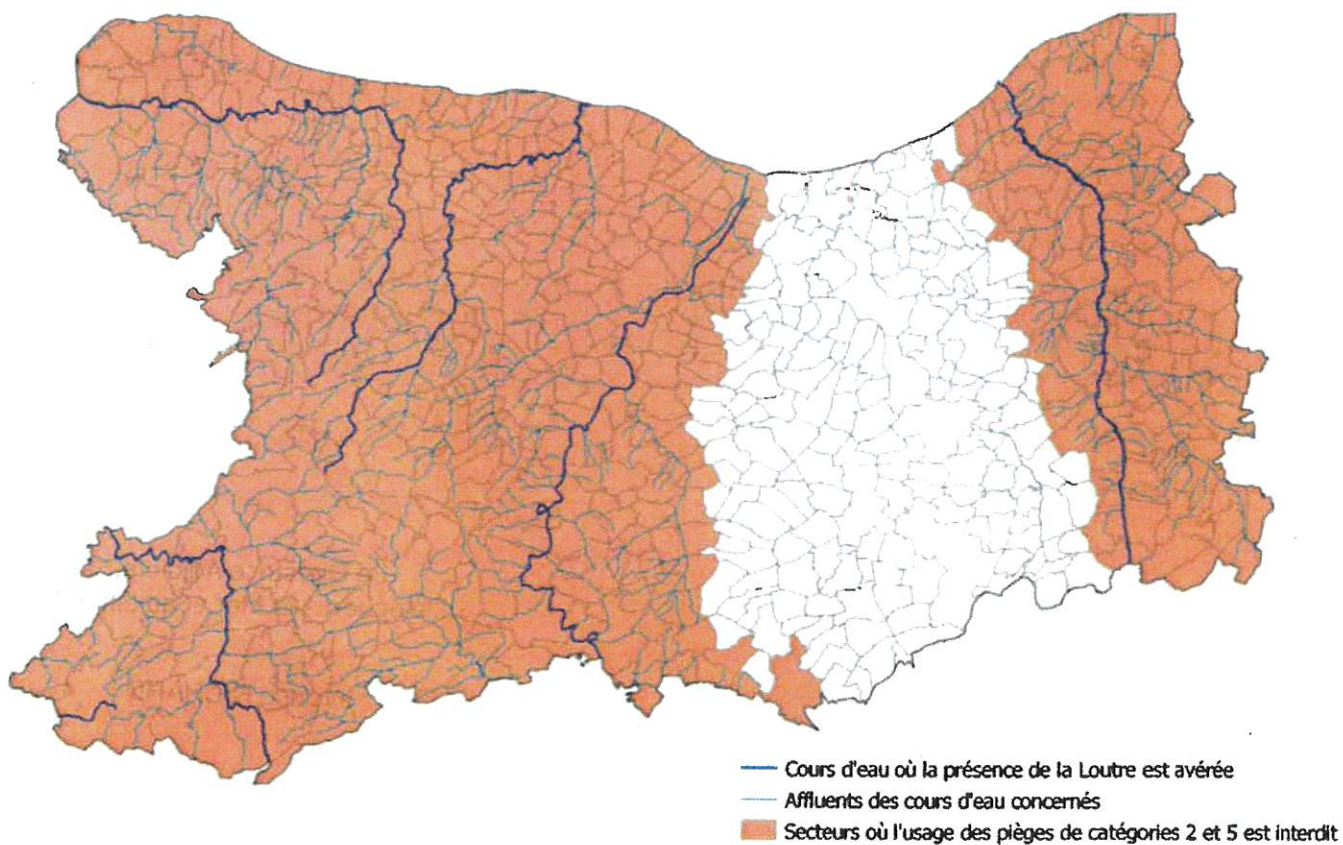 Cours d'eau où la présence de la Loutre est avérée
Affluents des cours d'eau concernés
Secteurs où l'usage des pièges de catégories 2 et 5 est interdit